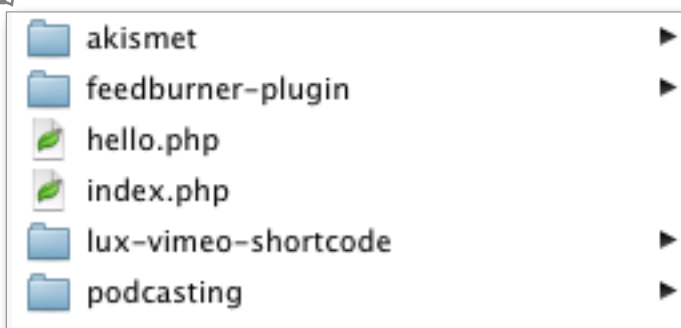 akismet
feedburner-plugin
hello.php
index.php
lux-vimeo-shortcode
podcasting